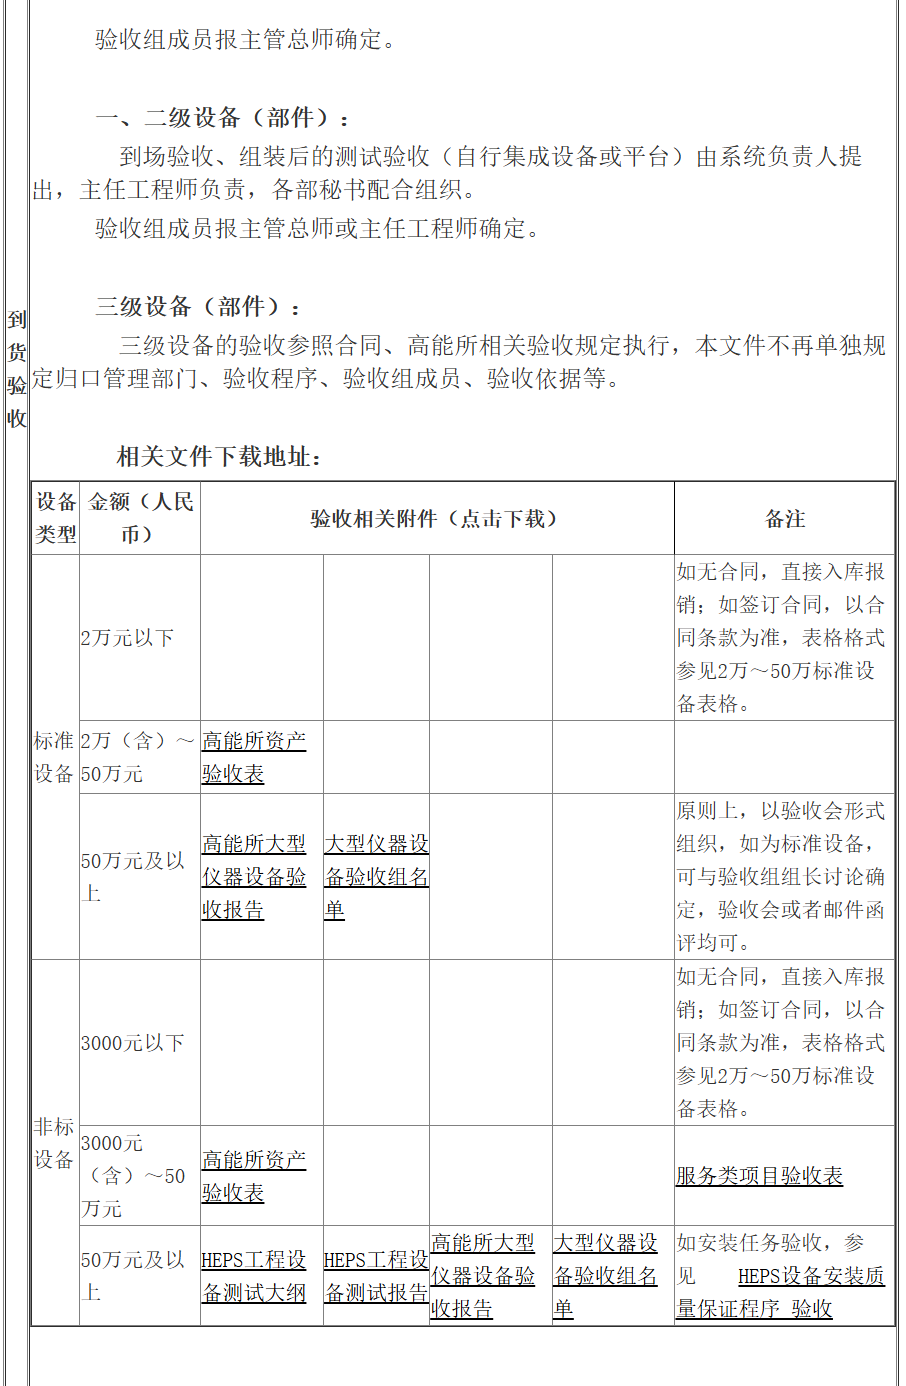 验收组成员报主管总师确定。
一、二级设备（部件）：
到场验收、组装后的测试验收（自行集成设备或平台）由系统负责人提
出，主任工程师负责，各部秘书配合组织。
验收组成员报主管总师或主任工程师确定。
三级设备（部件）：
三级设备的验收参照合同、高能所相关验收规定执行，本文件不再单独规
定归口管理部门、验收程序、验收组成员、验收依据等。
到
货
验
收
相关文件下载地址：
设备
类型
金额（人民
币）
验收相关附件（点击下载）
备注
标准
设备
2万元以下
如无合同，直接入库报
销；如签订合同，以合
同条款为准，表格格式
参见2万～50万标准设
备表格。
2万（含）～
50万元
高能所资产
验收表
50万元及以
上
高能所大型
仪器设备验
收报告
大型仪器设
备验收组名
单
原则上，以验收会形式
组织，如为标准设备，
可与验收组组长讨论确
定，验收会或者邮件函
评均可。
非标
设备
3000元以下
如无合同，直接入库报
销；如签订合同，以合
同条款为准，表格格式
参见2万～50万标准设
备表格。
3000元
（含）～50
万元
高能所资产
验收表
服务类项目验收表
50万元及以
上
HEPS工程设
备测试大纲
HEPS工程设
备测试报告
高能所大型
仪器设备验
收报告
大型仪器设
备验收组名
单
如安装任务验收，参
见 HEPS设备安装质
量保证程序 验收